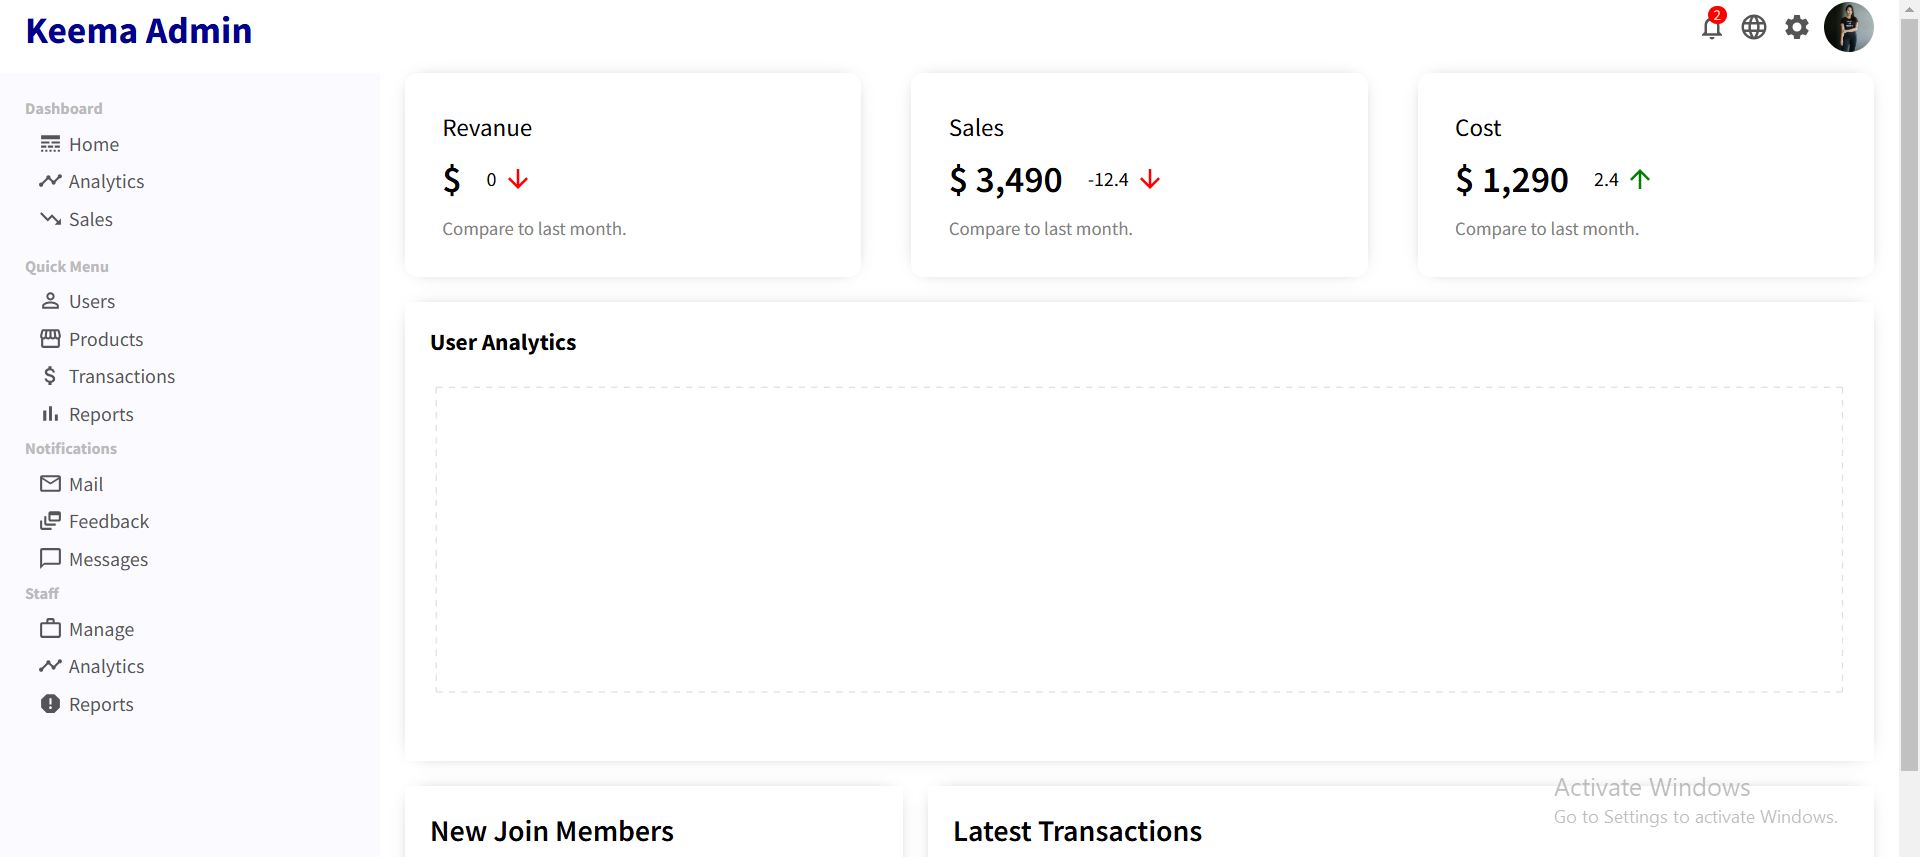 Keema Admin
2
Dashboard
Home
Analytics
Sales
Quick Menu
Users
Products
Transactions
Reports
Notifications
Mail
Feedback
Messages
Staff
Manage
Analytics
Reports
Revanue
$ 0
Compare to last month.
Sales
$ 3,490 -12.4
Compare to last month.
Cost
$ 1,290 2.4
Compare to last month.
User Analytics
New Join Members
Latest Transactions
Activate Windows
Go to Settings to activate Windows.